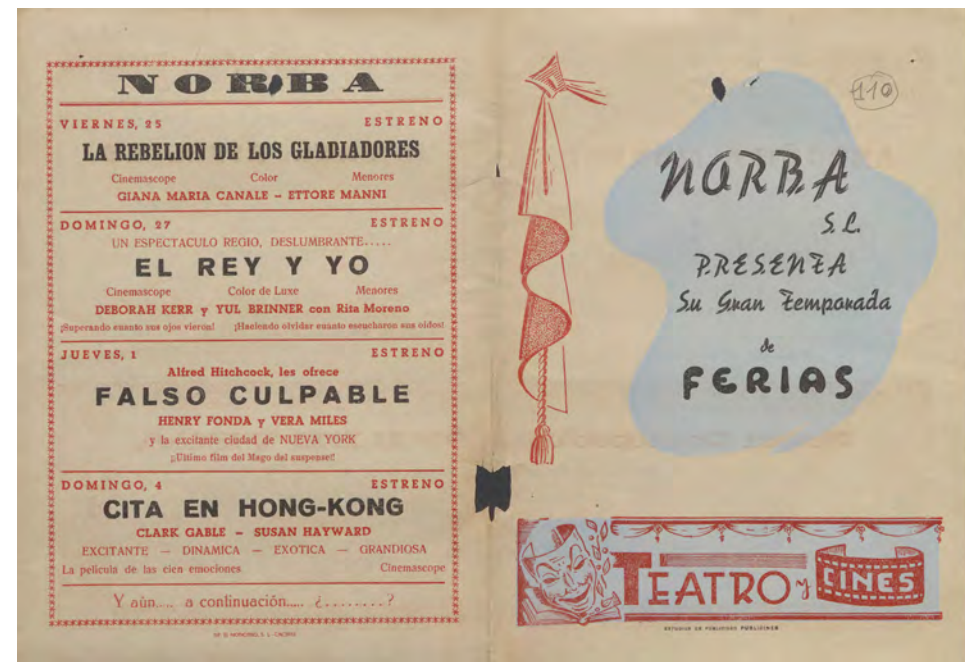 NORBA
VIERNES, 25 ESTRENO
LA REBELION DE LOS GLADIADORES
Cinemascope Color Menores
GIANA MARIA CANALE - ETTORE MANNI
DOMINGO, 27 ESTRENO
UN ESPECTACULO REGIO, DESLUMBRANTE.....
EL REY Y YO
Cinemascope Color de Luxe Menores
DEBORAH KERR y YUL BRINNER con Rita Moreno
¡Superando cuanto sus ojos vieron! ¡Haciendo olvidar cuanto escucharon sus oidos!
JUEVES, 1 ESTRENO
Alfred Hitchcock, les ofrece
FALSO CULPABLE
HENRY FONDA y VERA MILES
y la excitante ciudad de NUEVA YORK
¡Ultimo film del Mago del suspense!
DOMINGO, 4 ESTRENO
CITA EN HONG-KONG
CLARK GABLE - SUSAN HAYWARD
EXCITANTE — DINAMICA — EXOTICA — GRANDIOSA
La pelicula de las cien emociones Cinemascope
Y aún..... a continuación..... ¿........?
110
NORBA
S.L.
PRESENTA
Su Gran Temporada
de
FERIAS
TEATRO y CINES
ESTUDIOS DE PUBLICIDAD PUBLICINES